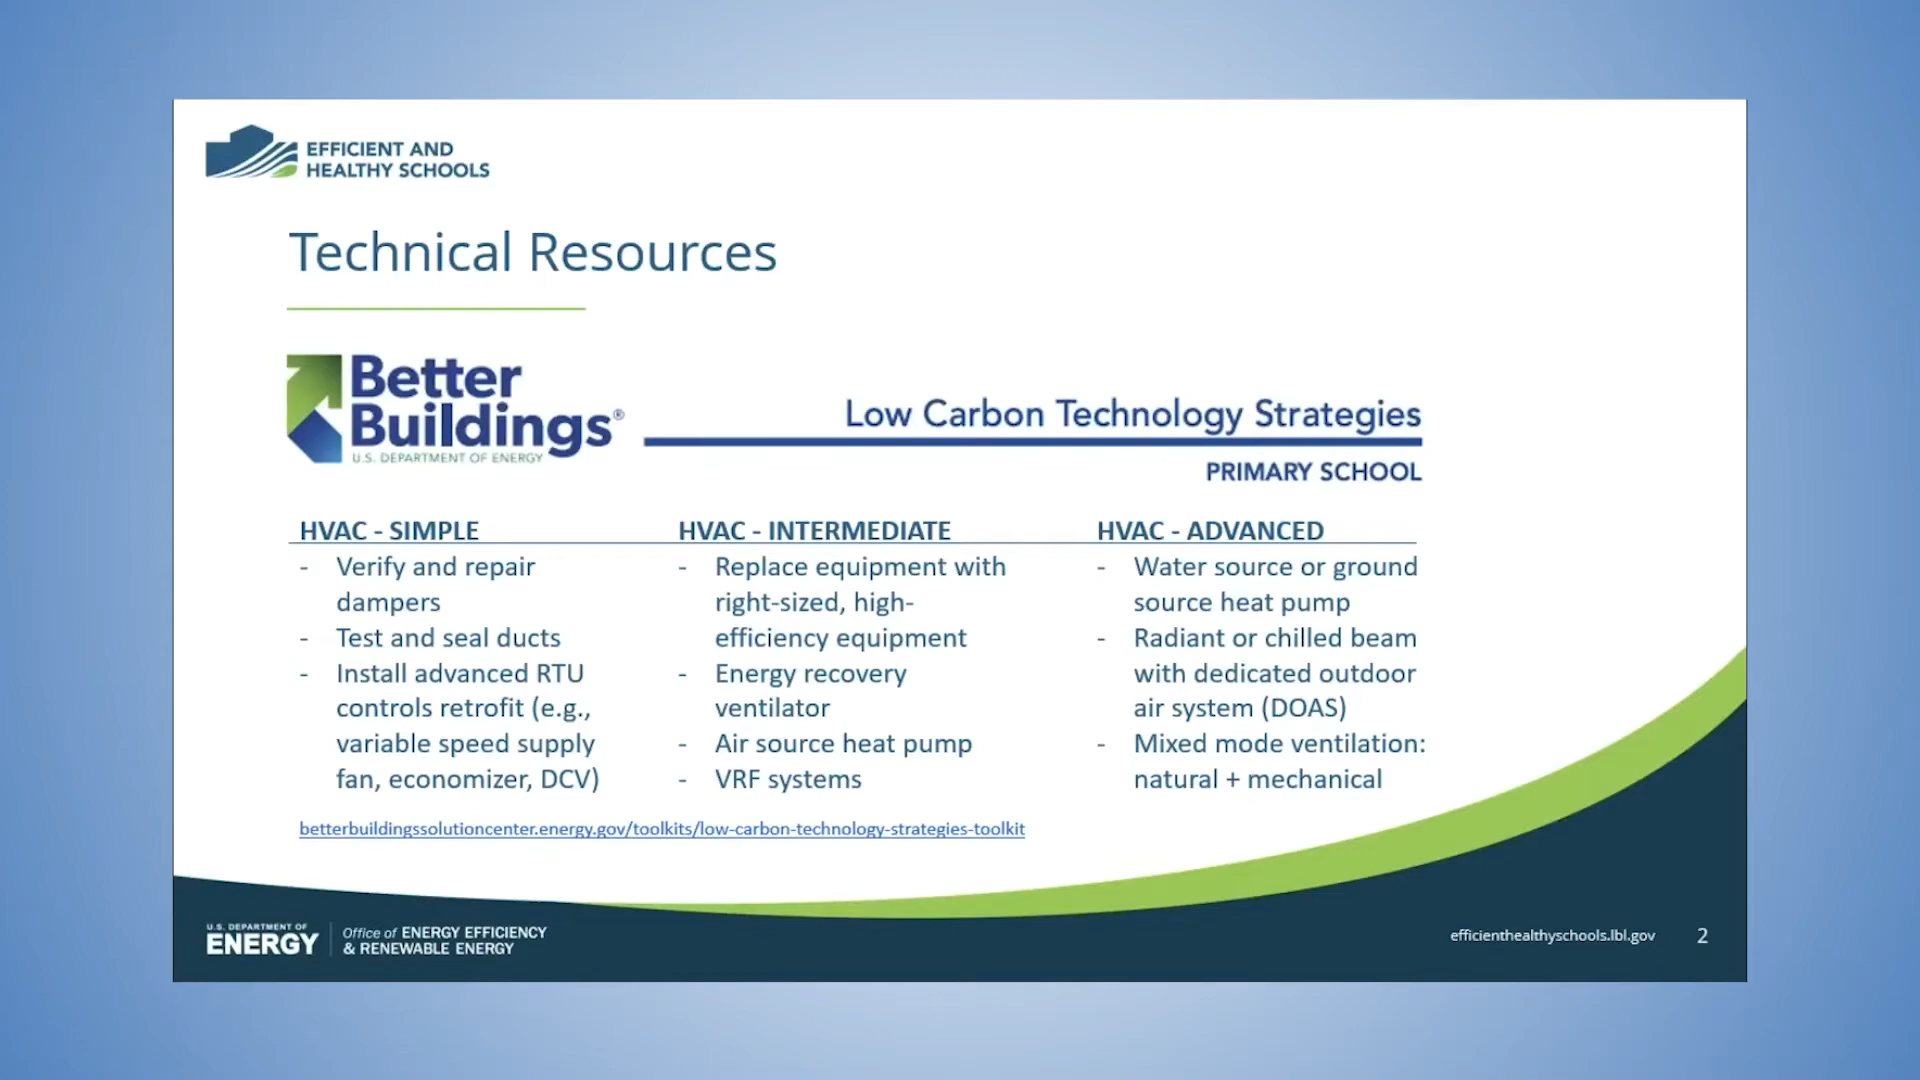 EFFICIENT AND
HEALTHY SCHOOLS
Technical Resources
Better
Buildings®
U.S. DEPARTMENT OF ENERGY
Low Carbon Technology Strategies
PRIMARY SCHOOL
HVAC - SIMPLE
- Verify and repair
dampers
- Test and seal ducts
- Install advanced RTU
controls retrofit (e.g.,
variable speed supply
fan, economizer, DCV)
HVAC - INTERMEDIATE
- Replace equipment with
right-sized, high-
efficiency equipment
- Energy recovery
ventilator
- Air source heat pump
- VRF systems
HVAC - ADVANCED
- Water source or ground
source heat pump
- Radiant or chilled beam
with dedicated outdoor
air system (DOAS)
- Mixed mode ventilation:
natural + mechanical
betterbuildingssolutioncenter.energy.gov/toolkits/low-carbon-technology-strategies-toolkit
U.S. DEPARTMENT OF
ENERGY
Office of ENERGY EFFICIENCY
& RENEWABLE ENERGY
efficienthealthyschools.lbl.gov
2